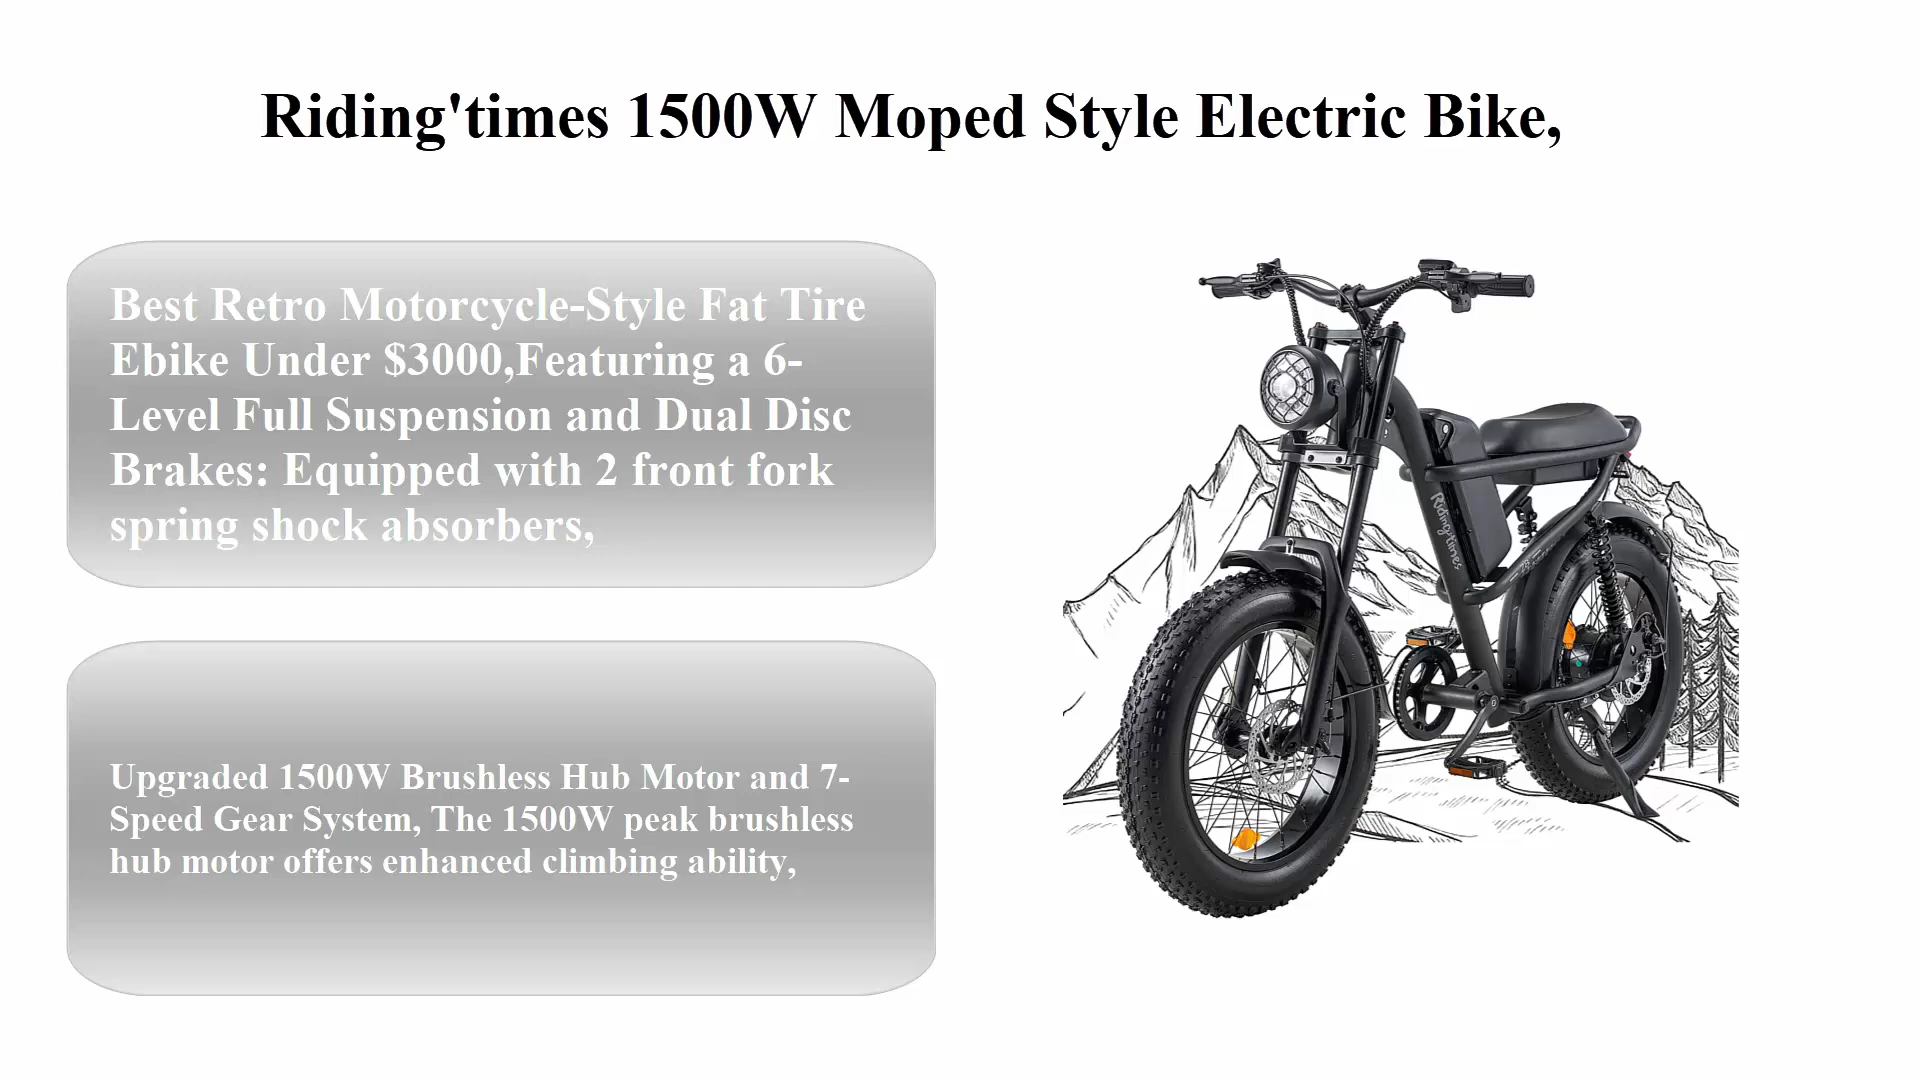 Riding'times 1500W Moped Style Electric Bike,
Best Retro Motorcycle-Style Fat Tire
Ebike Under $3000,Featuring a 6-
Level Full Suspension and Dual Disc
Brakes: Equipped with 2 front fork
spring shock absorbers,
Upgraded 1500W Brushless Hub Motor and 7-
Speed Gear System, The 1500W peak brushless
hub motor offers enhanced climbing ability,
Riding'times